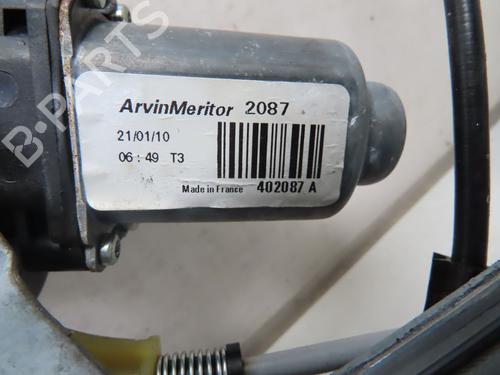 ArvinMeritor 2087
21/01/10
06:49 T3
Made in France 402087 A
B-PARTS